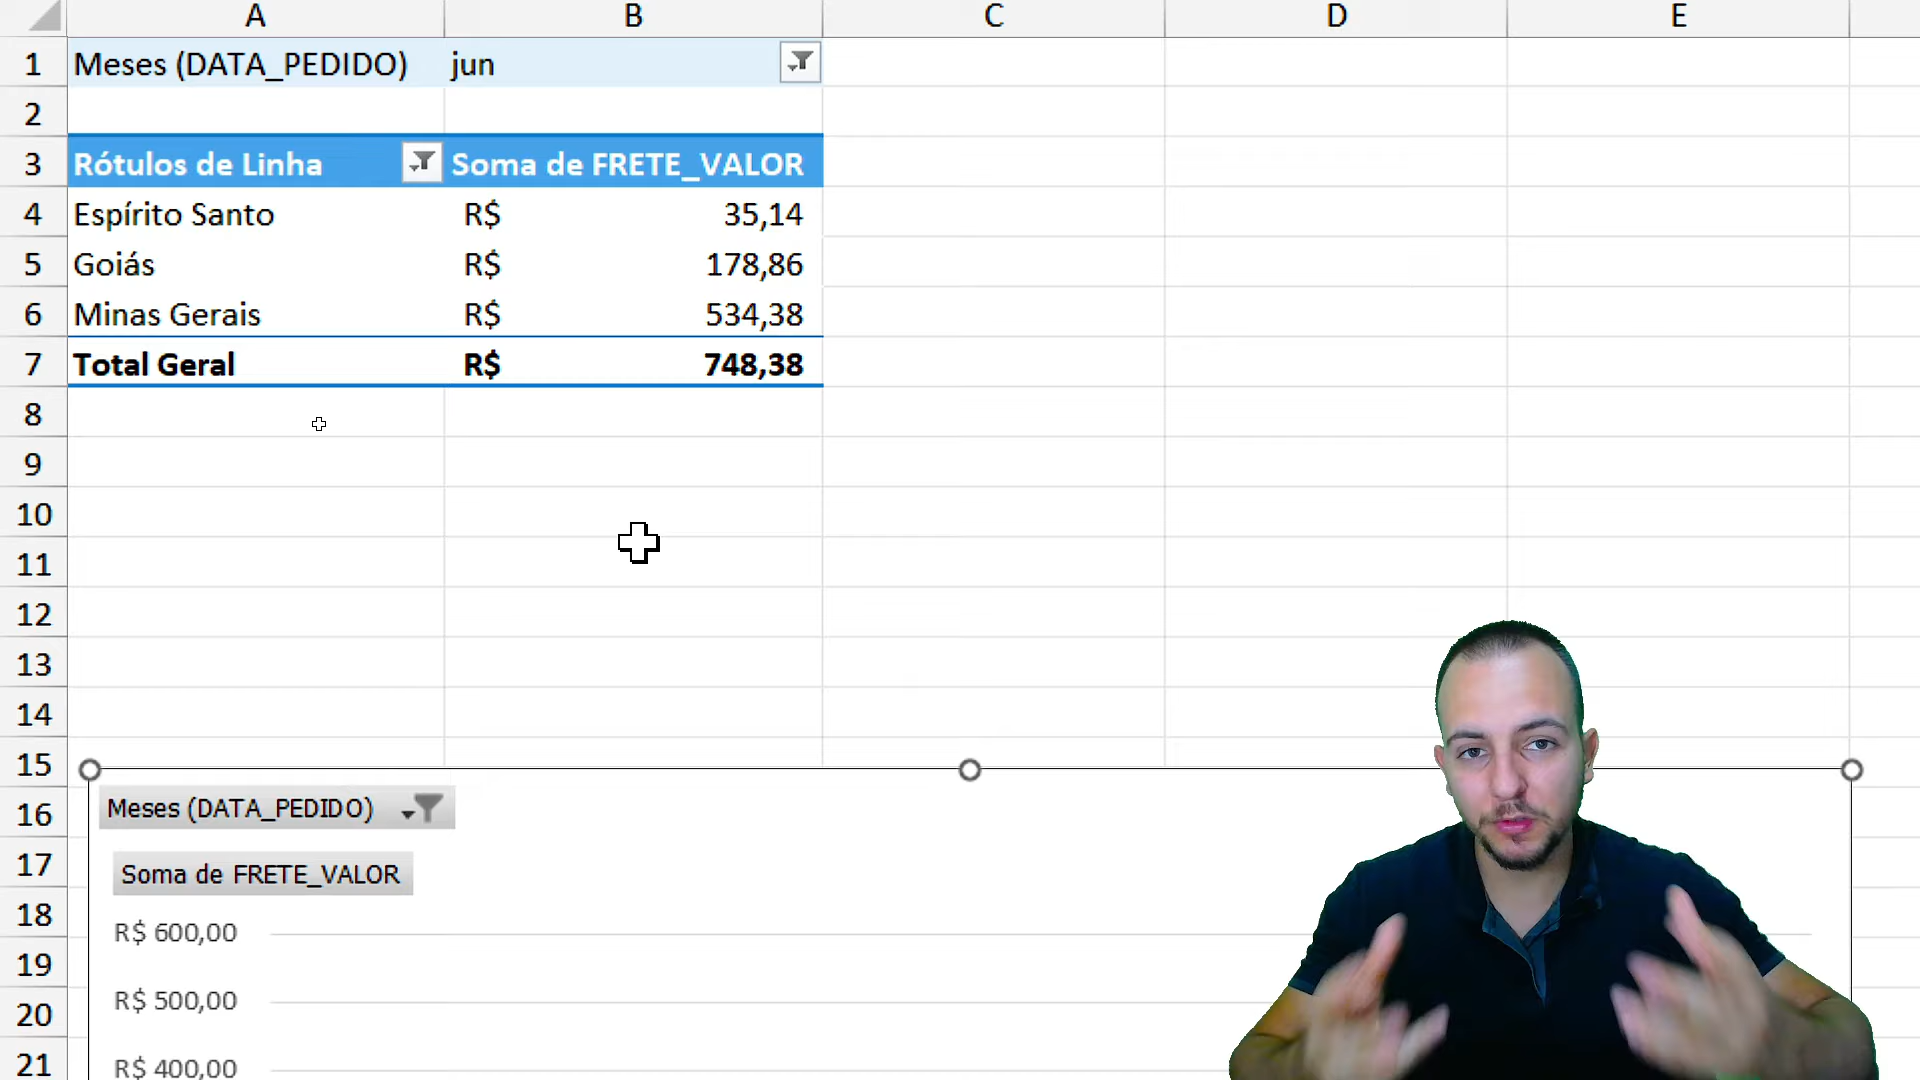 A B C D E
1 Meses (DATA_PEDIDO) jun
2
3 Rótulos de Linha Soma de FRETE_VALOR
4 Espírito Santo R$ 35,14
5 Goiás R$ 178,86
6 Minas Gerais R$ 534,38
7 Total Geral R$ 748,38
8
9
10
11
12
13
14
15
16 Meses (DATA_PEDIDO)
17 Soma de FRETE_VALOR
18 R$ 600,00
19
20 R$ 500,00
21 R$ 400,00